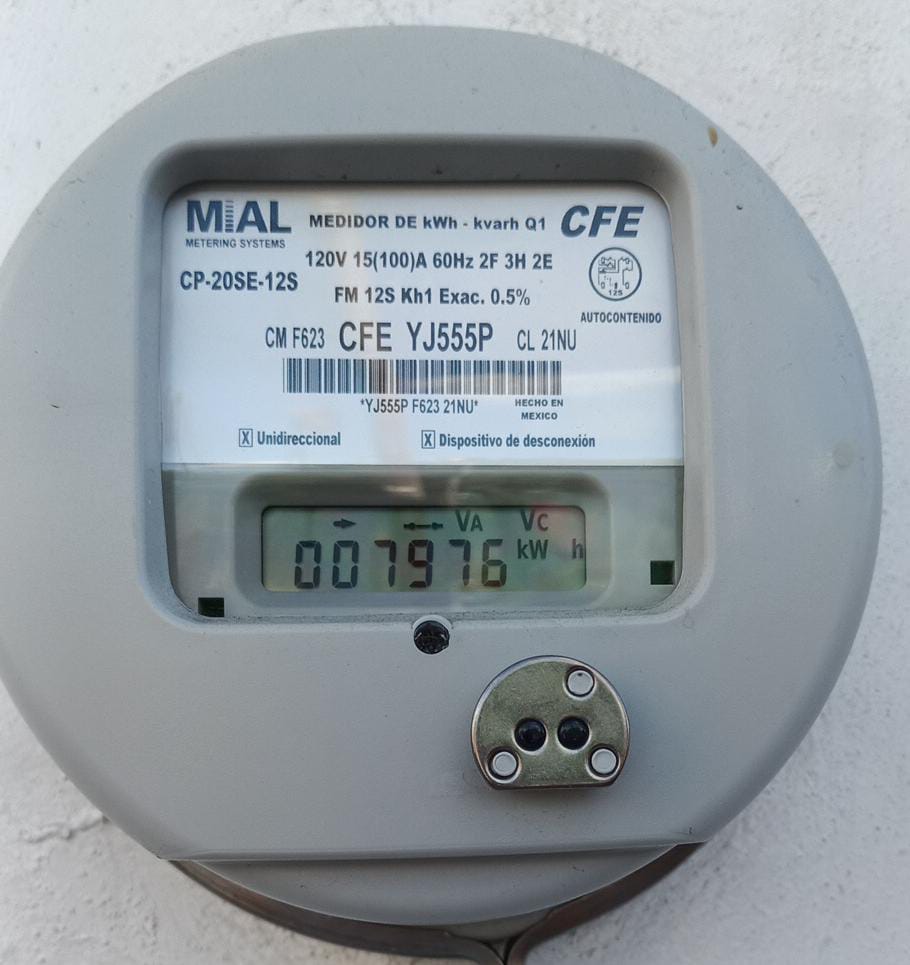 MIAL MEDIDOR DE kWh - kvarh Q1 CFE
METERING SYSTEMS
120V 15(100)A 60Hz 2F 3H 2E
CP-20SE-12S
FM 12S Kh1 Exac. 0.5%
12S
AUTOCONTENIDO
CM F623 CFE YJ555P CL 21NU
*YJ555P F623 21NU*
HECHO EN
MEXICO
X Unidireccional X Dispositivo de desconexión
VA VC
007976 kW h